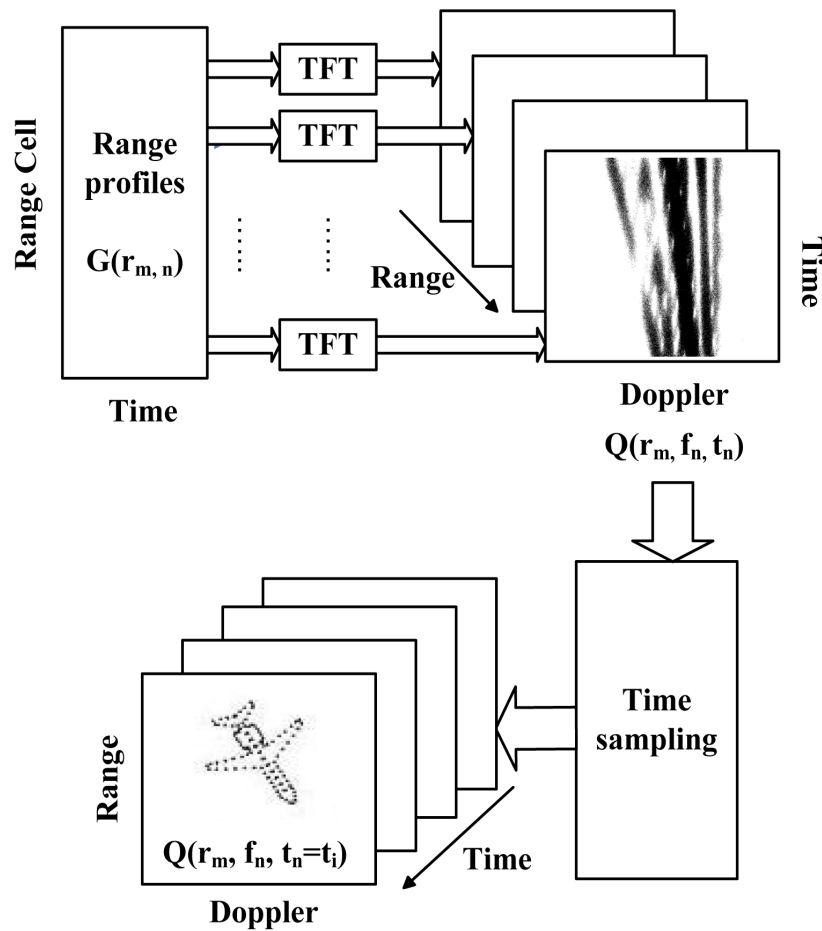 TFT
TFT
Range Cell
Range
profiles
G(rm, n)
Range
Time
TFT
Time
Doppler
Q(rm, fn, tn)
Time
sampling
Range
Q(rm, fn, tn=ti)
Time
Doppler